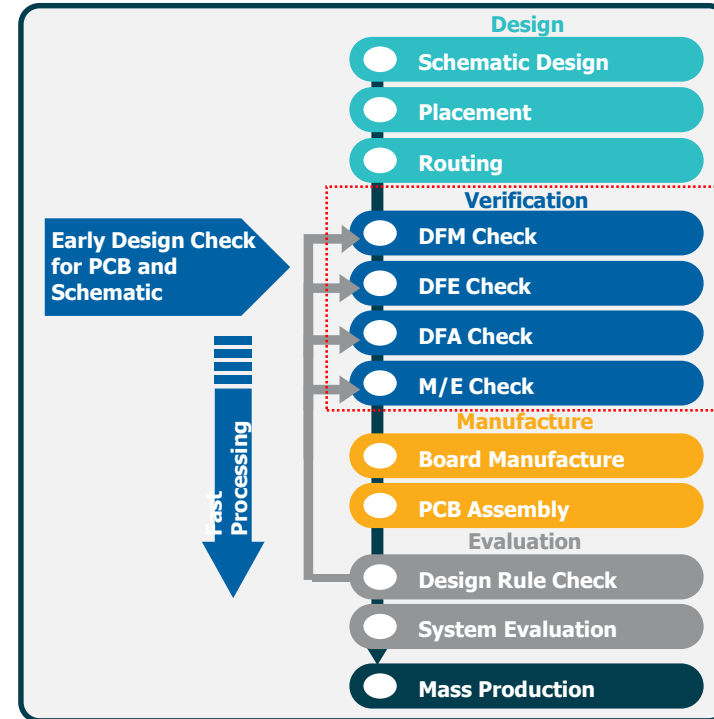 Design
Schematic Design
Placement
Routing
Verification
DFM Check
DFE Check
DFA Check
M/E Check
Early Design Check
for PCB and
Schematic
Fast
Processing
Manufacture
Board Manufacture
PCB Assembly
Evaluation
Design Rule Check
System Evaluation
Mass Production